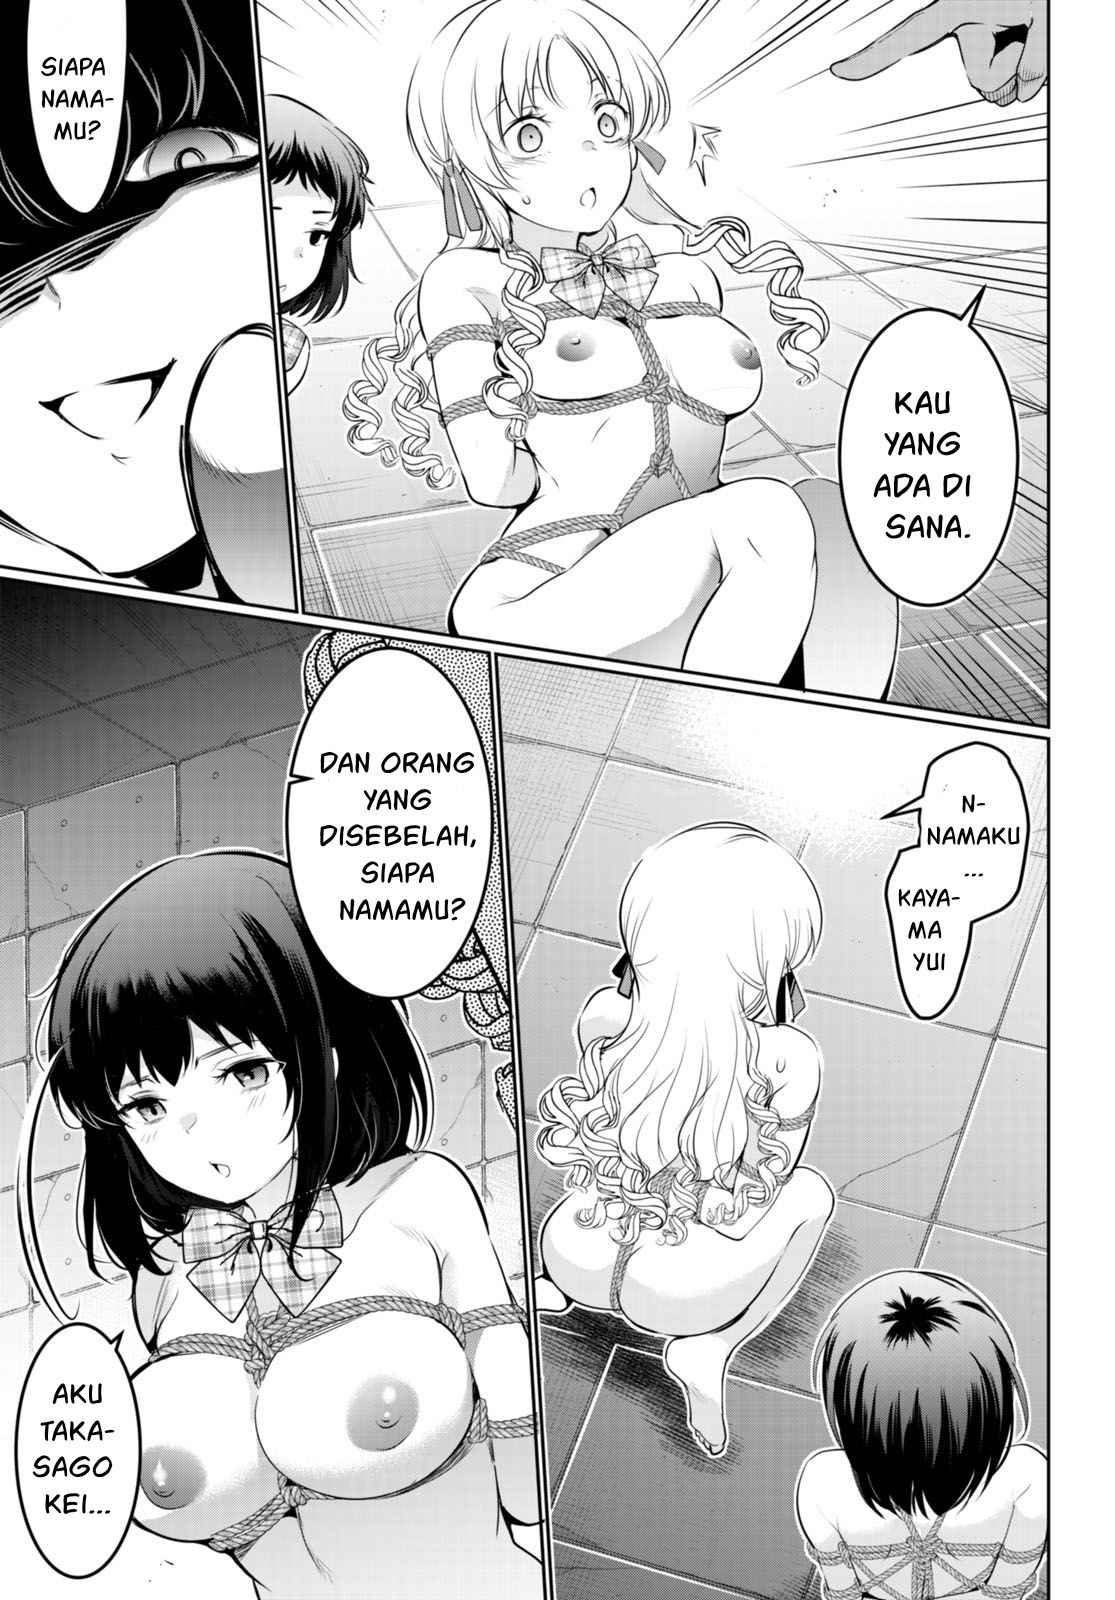 KAU
YANG
ADA DI
SANA.
SIAPA
NAMA-
MU?
N-
NAMAKU
...
KAYA-
MA
YUI
DAN ORANG
YANG
DISEBELAH,
SIAPA
NAMAMU?
AKU
TAKA-
SAGO
KEI...